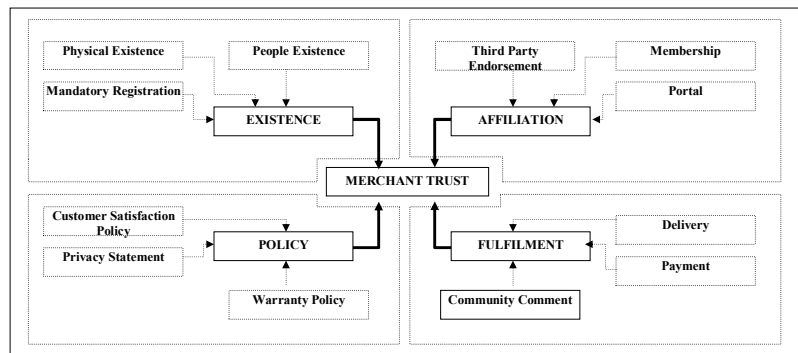 Physical Existence
People Existence
Mandatory Registration
EXISTENCE
Third Party
Endorsement
Membership
Portal
AFFILIATION
MERCHANT TRUST
Customer Satisfaction
Policy
Privacy Statement
POLICY
Warranty Policy
Delivery
FULFILMENT
Payment
Community Comment